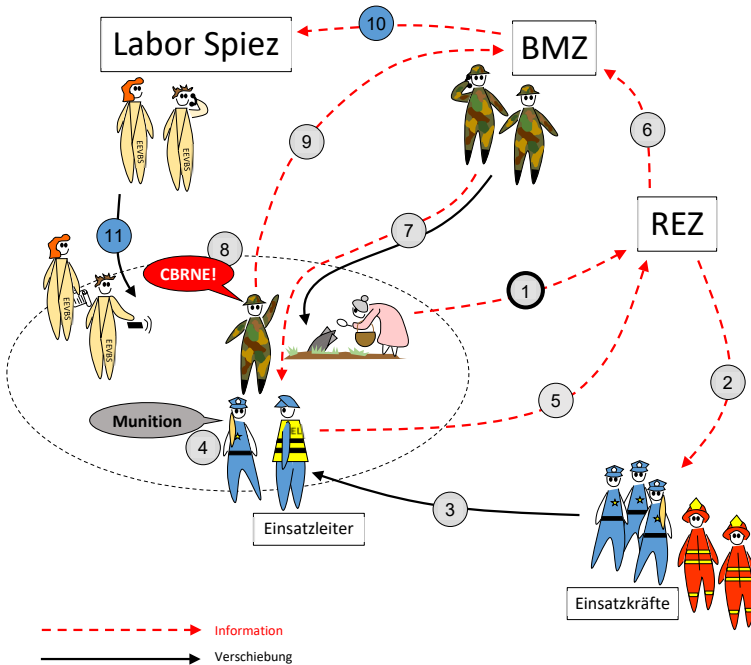 10
Labor Spiez
BMZ
9
6
EEVBS
EEVBS
7
REZ
11
8
CBRNE!
EEVBS
EEVBS
1
2
5
Munition
EL
4
3
Einsatzleiter
Einsatzkräfte
Information
Verschiebung